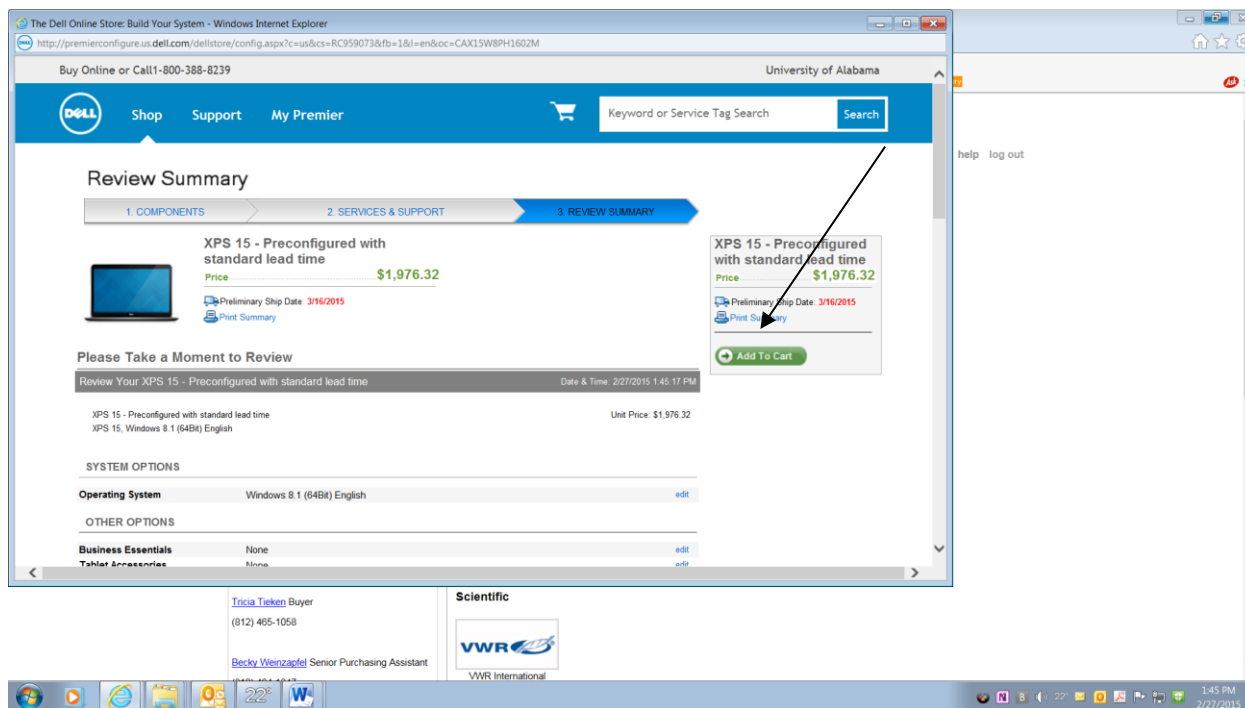 The Dell Online Store: Build Your System - Windows Internet Explorer
http://premierconfigure.us.dell.com/dellstore/config.aspx?c=us&cs=RC959073&fb=1&l=en&oc=CAX15W8PH1602M
Buy Online or Call1-800-388-8239
University of Alabama
DELL
Shop
Support
My Premier
Keyword or Service Tag Search
Search
help log out
Ask
Review Summary
1. COMPONENTS
2. SERVICES & SUPPORT
3. REVIEW SUMMARY
XPS 15 - Preconfigured with
standard lead time
Price $1,976.32
Preliminary Ship Date: 3/16/2015
Print Summary
XPS 15 - Preconfigured
with standard lead time
Price $1,976.32
Preliminary Ship Date: 3/16/2015
Print Summary
Add To Cart
Please Take a Moment to Review
Review Your XPS 15 - Preconfigured with standard lead time
Date & Time: 2/27/2015 1:45:17 PM
XPS 15 - Preconfigured with standard lead time
Unit Price: $1,976.32
XPS 15, Windows 8.1 (64Bit) English
SYSTEM OPTIONS
Operating System Windows 8.1 (64Bit) English edit
OTHER OPTIONS
Business Essentials None edit
Tablet Accessories None edit
Tricia Tieken Buyer
(812) 465-1058
Becky Weinzapfel Senior Purchasing Assistant
Scientific
VWR
VWR International
22°
22°
1:45 PM
2/27/2015